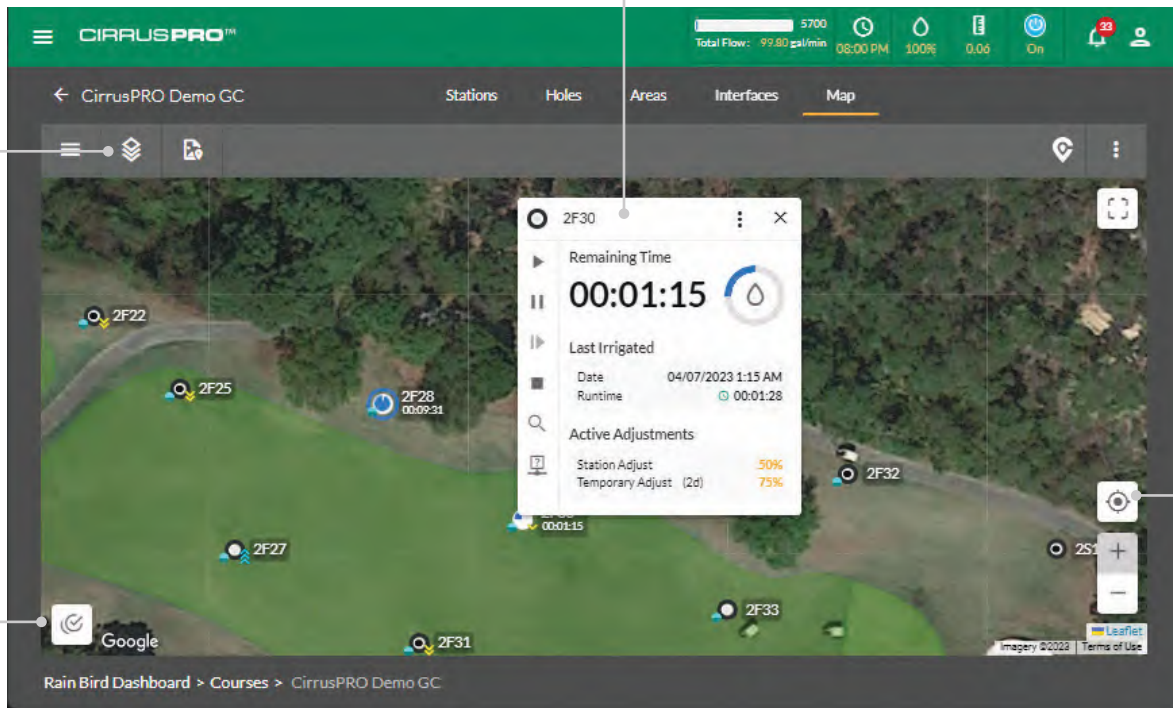 CIRRUSPRO™
5700
Total Flow: 99.80 gal/min
08:00 PM
100%
0.06
On
33
CirrusPRO Demo GC
Stations Holes Areas Interfaces Map
2F30
Remaining Time
00:01:15
Last Irrigated
Date 04/07/2023 1:15 AM
Runtime 00:01:28
Active Adjustments
Station Adjust 50%
Temporary Adjust (2d) 75%
2F22
2F25
2F28
00:09:31
2F32
00:01:15
2F27
2S1
+
−
2F33
2F31
Google
Leaflet
Imagery ©2023 | Terms of Use
Rain Bird Dashboard > Courses > CirrusPRO Demo GC